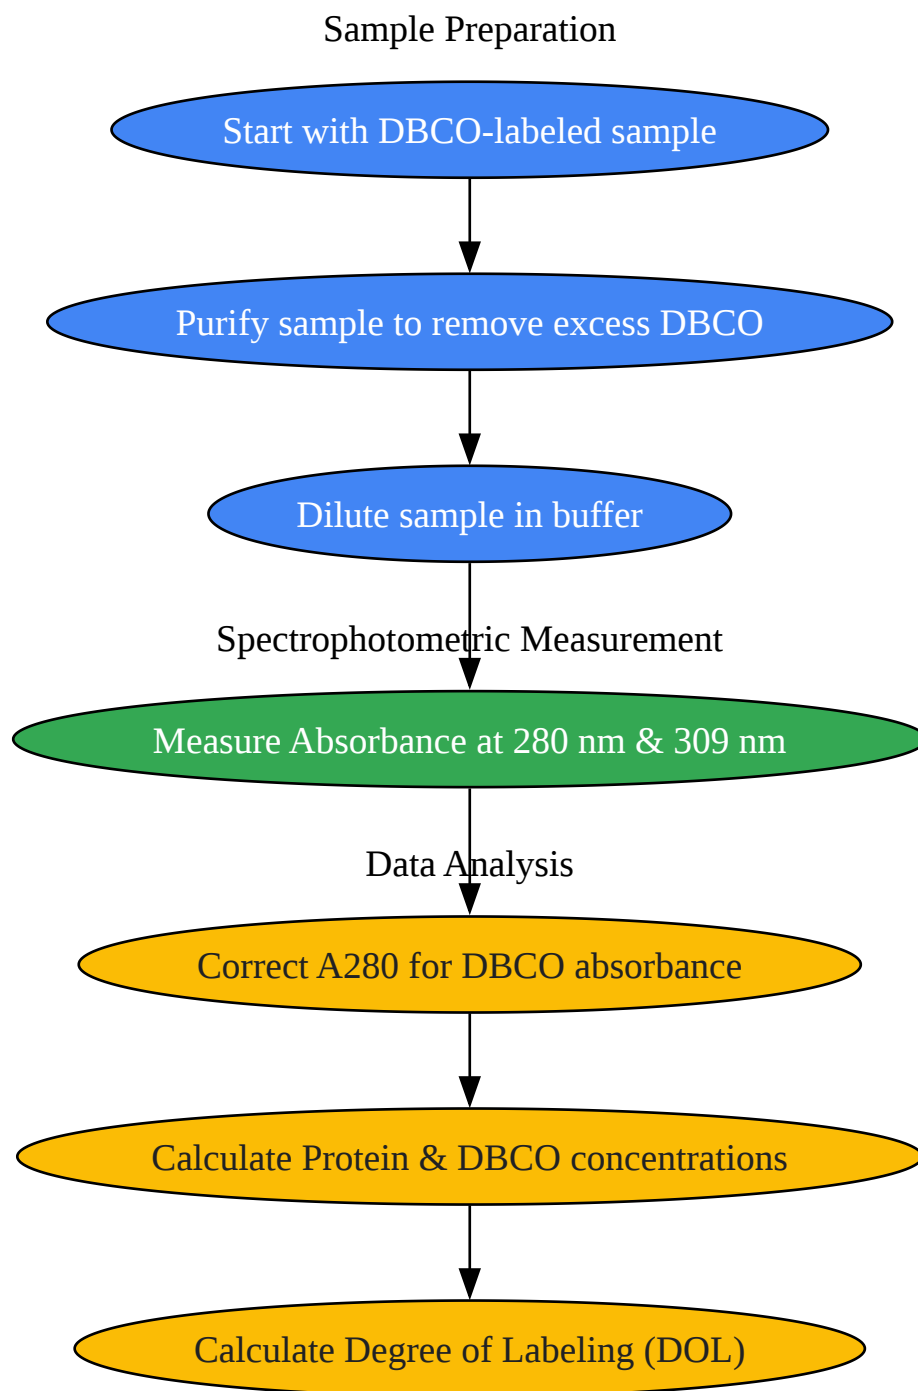 Sample Preparation
Start with DBCO-labeled sample
Purify sample to remove excess DBCO
Dilute sample in buffer
Spectrophotometric Measurement
Measure Absorbance at 280 nm & 309 nm
Data Analysis
Correct A280 for DBCO absorbance
Calculate Protein & DBCO concentrations
Calculate Degree of Labeling (DOL)